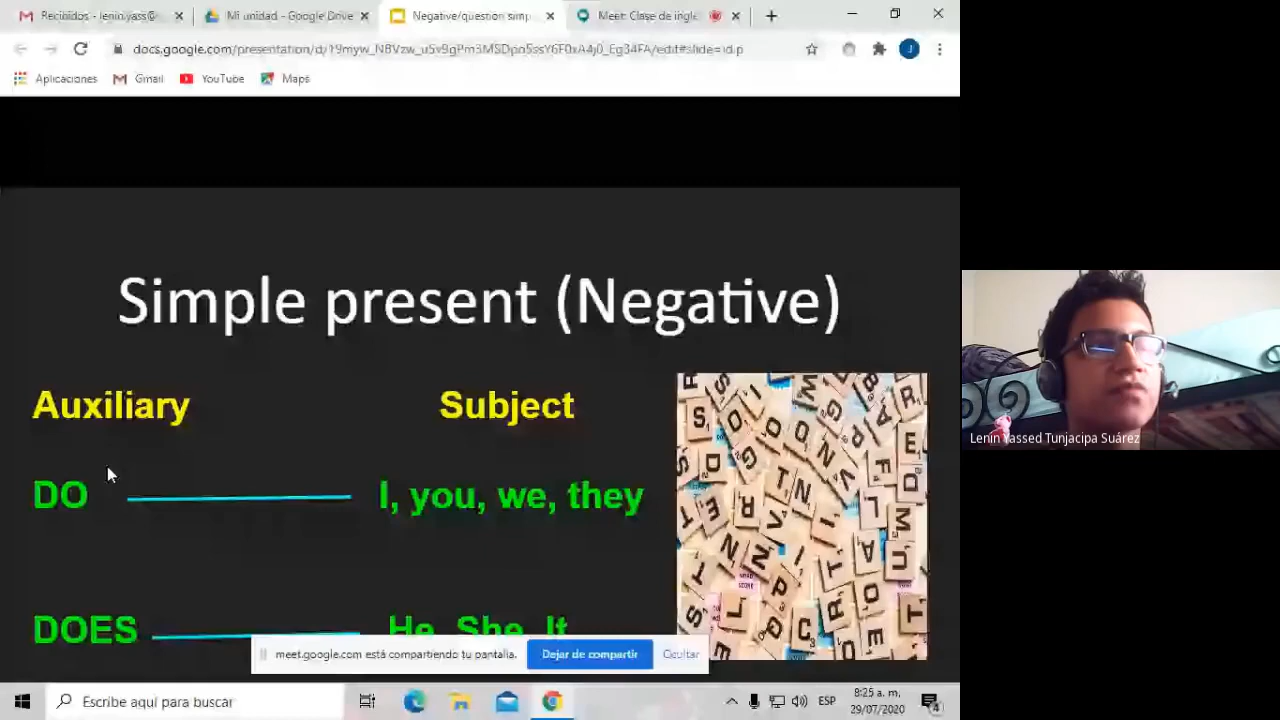 Recibidos - lenin.yass@
Mi unidad - Google Drive
Negative/question simp
Meet: Clase de ingle
Aplicaciones
Gmail
YouTube
Maps
Simple present (Negative)
Auxiliary
Subject
DO
I, you, we, they
DOES
He, She, It
meet.google.com está compartiendo tu pantalla.
Dejar de compartir
Ocultar
Lenin Yassed Tunjacipa Suárez
Escribe aquí para buscar
ESP
8:25 a. m.
29/07/2020